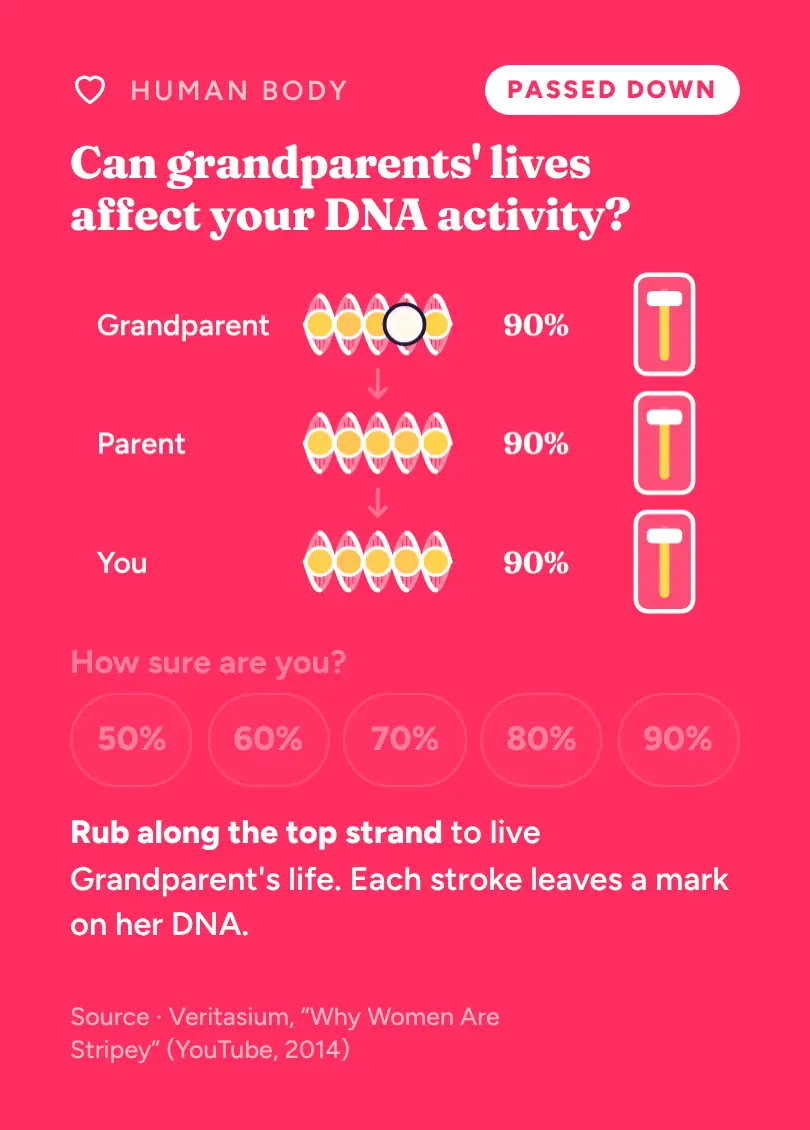 HUMAN BODY
PASSED DOWN
Can grandparents' lives
affect your DNA activity?
Grandparent
90%
Parent
90%
You
90%
How sure are you?
50%
60%
70%
80%
90%
Rub along the top strand to live
Grandparent's life. Each stroke leaves a mark
on her DNA.
Source · Veritasium, “Why Women Are
Stripey” (YouTube, 2014)